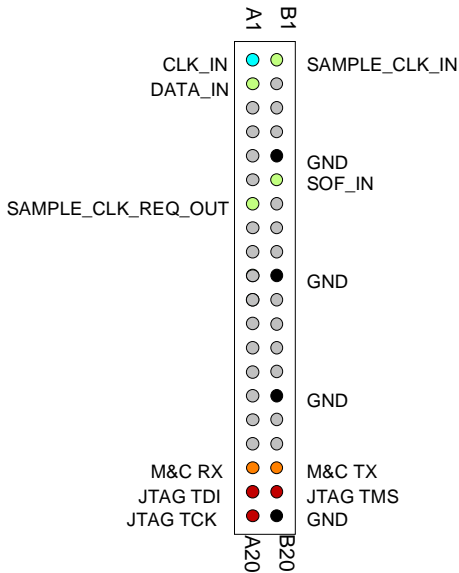 A1 B1
CLK_IN SAMPLE_CLK_IN
DATA_IN
GND
SOF_IN
SAMPLE_CLK_REQ_OUT
GND
GND
M&C RX M&C TX
JTAG TDI JTAG TMS
JTAG TCK GND
A20 B20